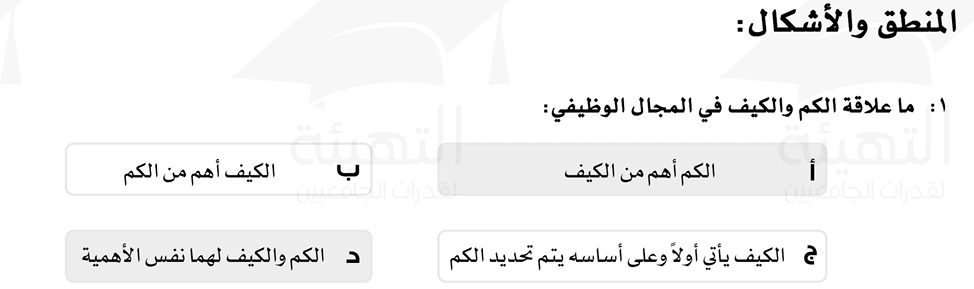 المنطق والأشكال:
١: ما علاقة الكم والكيف في المجال الوظيفي:
أ الكم أهم من الكيف
ب الكيف أهم من الكم
ج الكيف يأتي أولاً وعلى أساسه يتم تحديد الكم
د الكم والكيف لهما نفس الأهمية
التهيئة
لقدرات الجامعيين
التهيئة
لقدرات الجامعيين